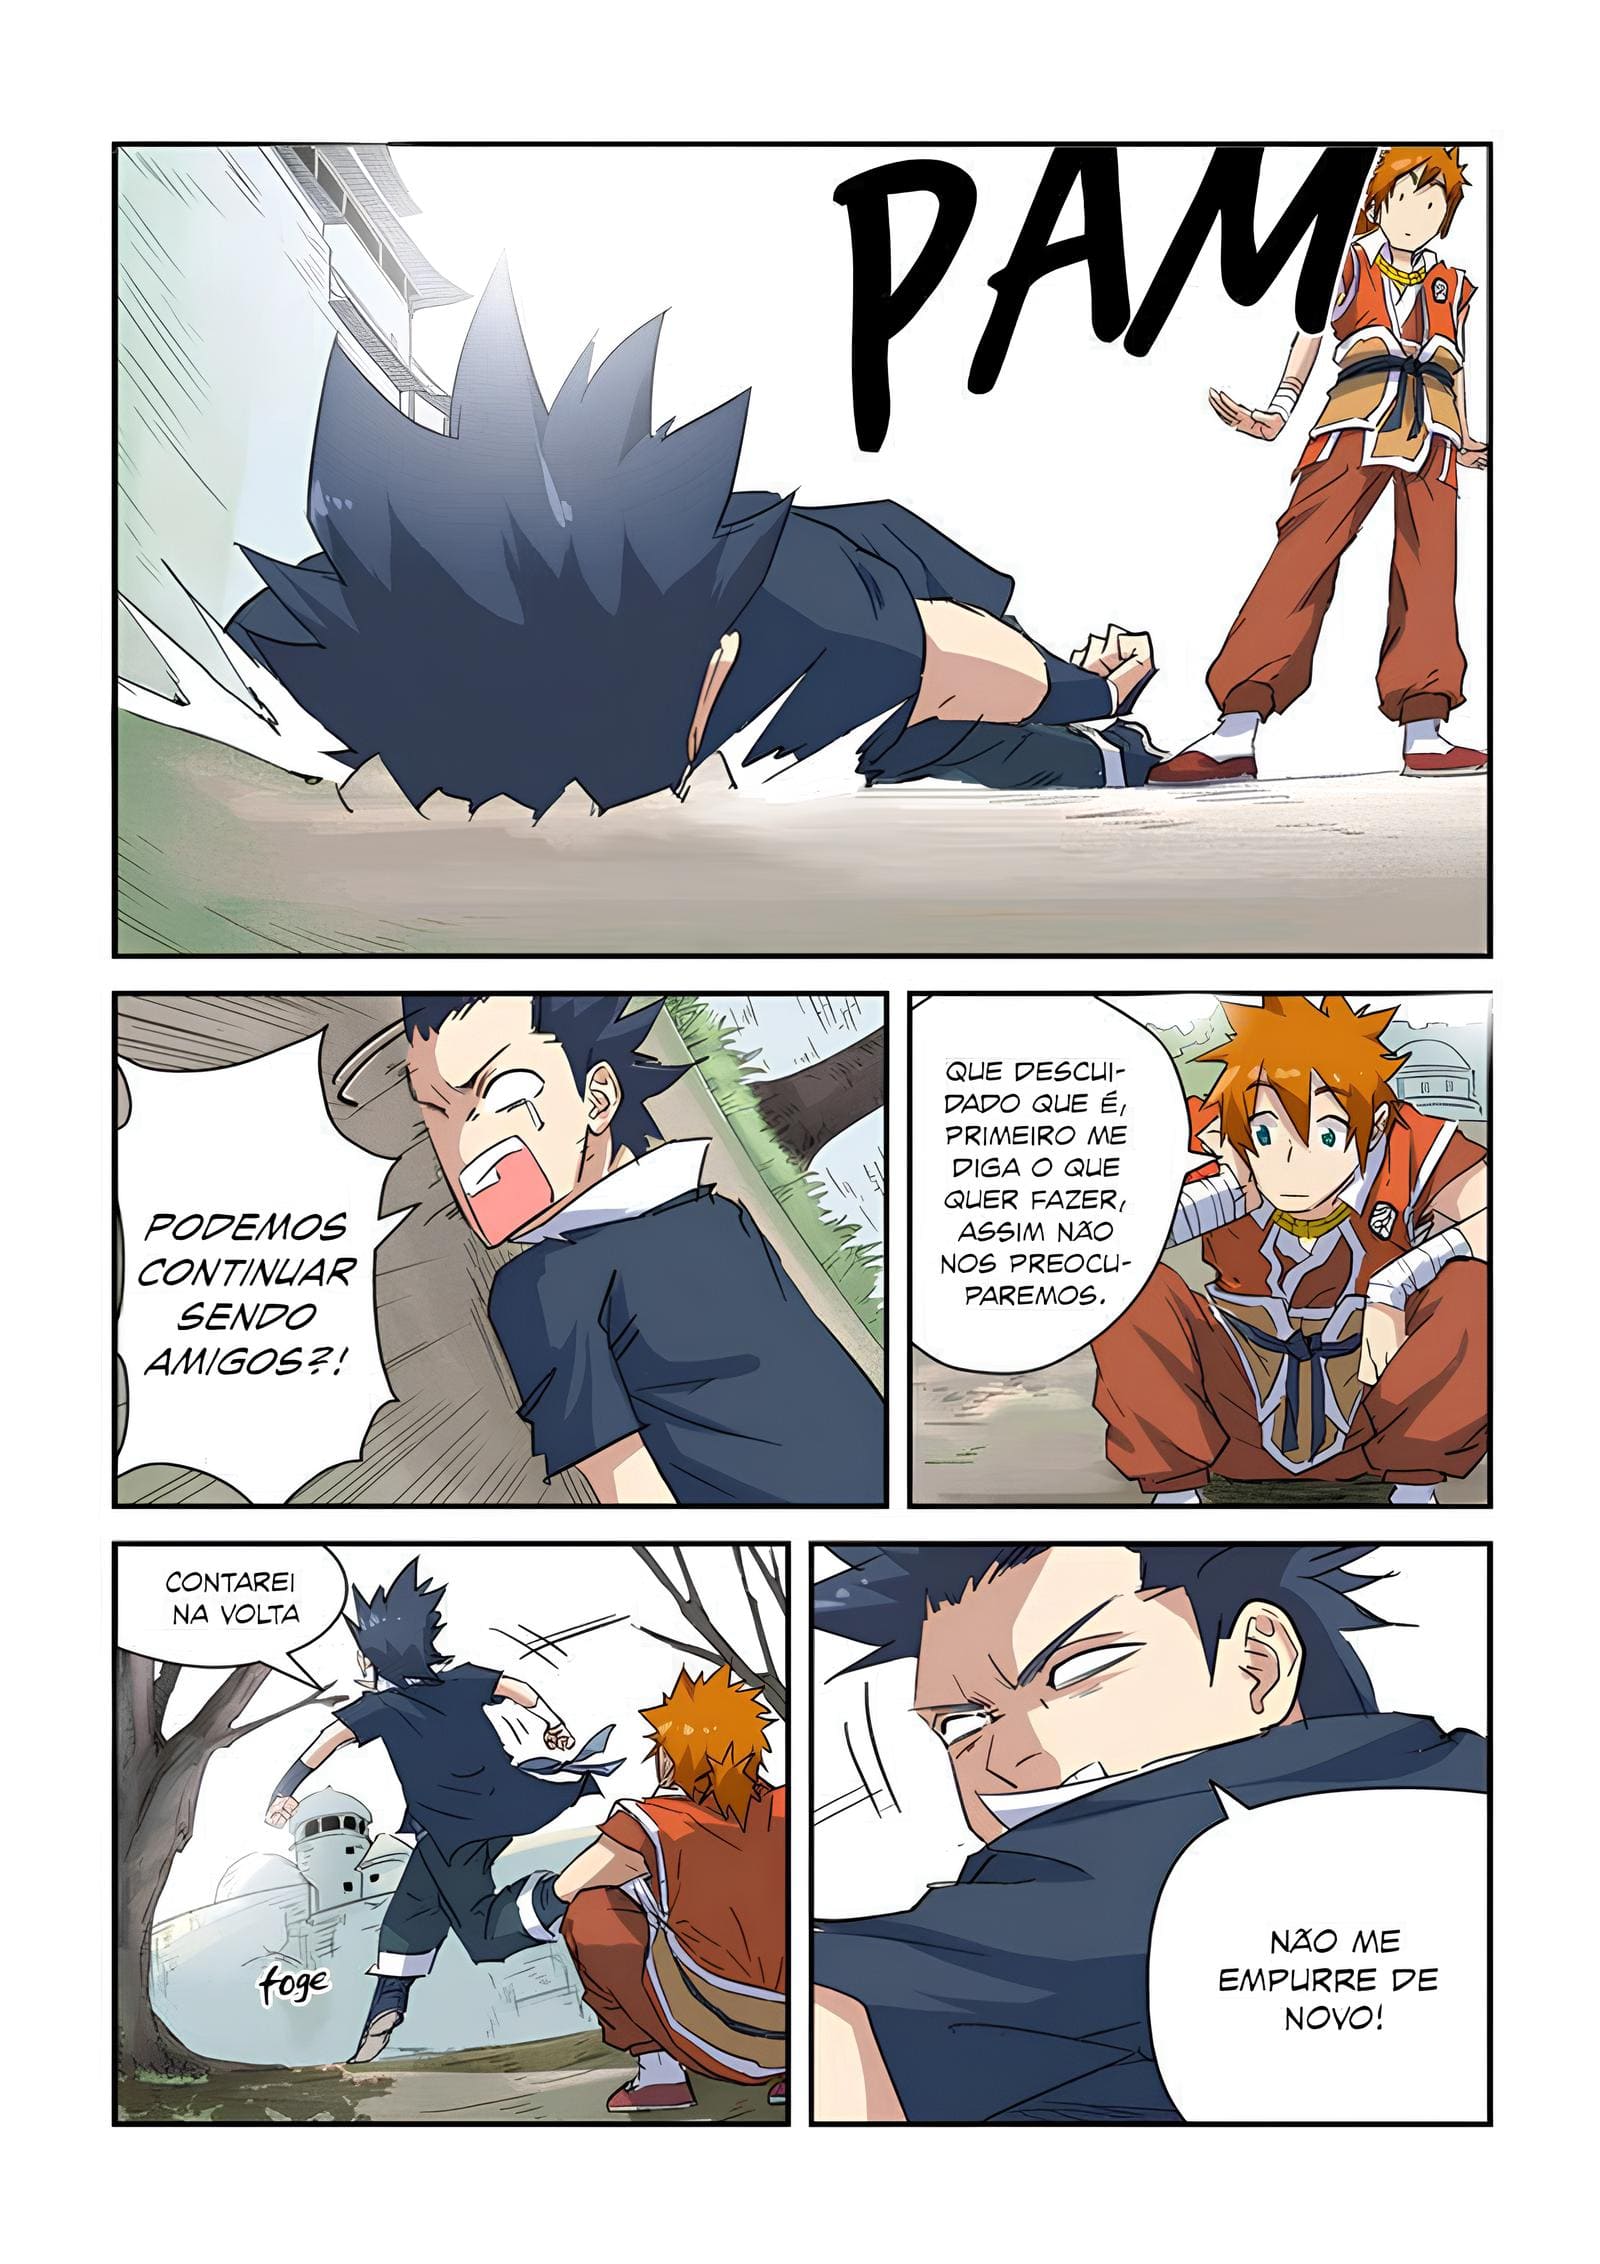 PAM
PODEMOS
CONTINUAR
SENDO
AMIGOS?!
QUE DESCUI-
DADO QUE É,
PRIMEIRO ME
DIGA O QUE
QUER FAZER,
ASSIM NÃO
NOS PREOCU-
PAREMOS.
CONTAREI
NA VOLTA
foge
NÃO ME
EMPURRE DE
NOVO!